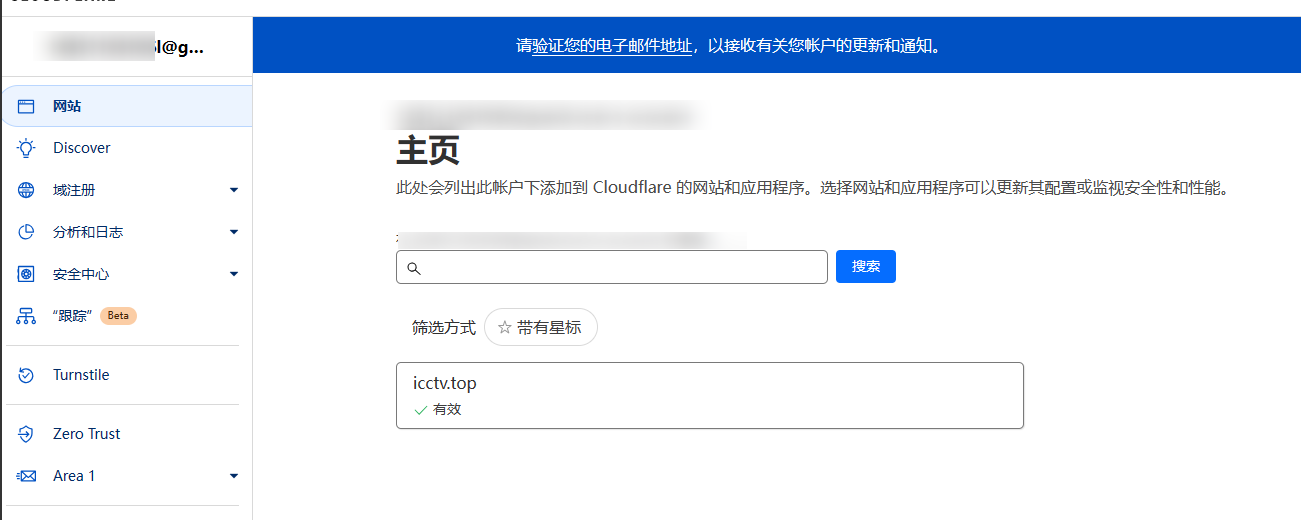 l@g...
请验证您的电子邮件地址，以接收有关您帐户的更新和通知。
网站
Discover
域注册
分析和日志
安全中心
“跟踪” Beta
Turnstile
Zero Trust
Area 1
主页
此处会列出此帐户下添加到 Cloudflare 的网站和应用程序。选择网站和应用程序可以更新其配置或监视安全性和性能。
搜索
筛选方式 ☆ 带有星标
icctv.top
有效